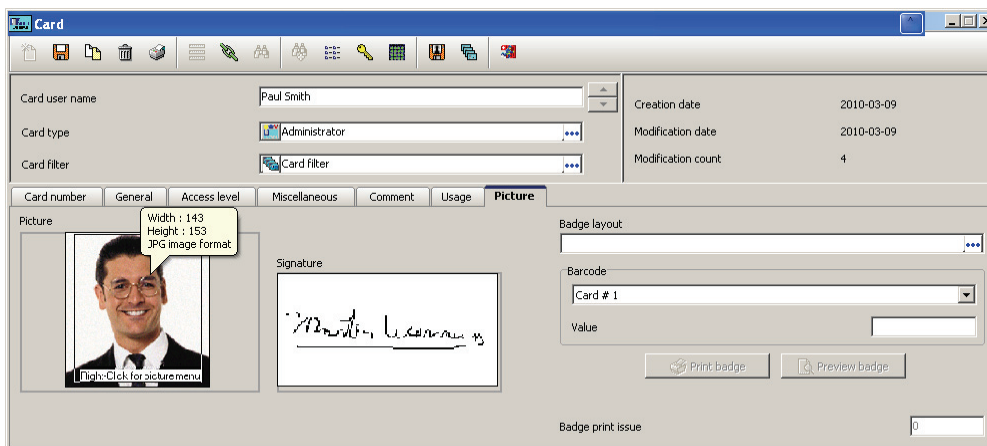 Card
Card user name
Paul Smith
Creation date
2010-03-09
Card type
Administrator
Modification date
2010-03-09
Card filter
Card filter
Modification count
4
Card number
General
Access level
Miscellaneous
Comment
Usage
Picture
Picture
Width : 143
Height : 153
JPG image format
Right-Click for picture menu
Signature
Badge layout
Barcode
Card # 1
Value
Print badge
Preview badge
Badge print issue
0